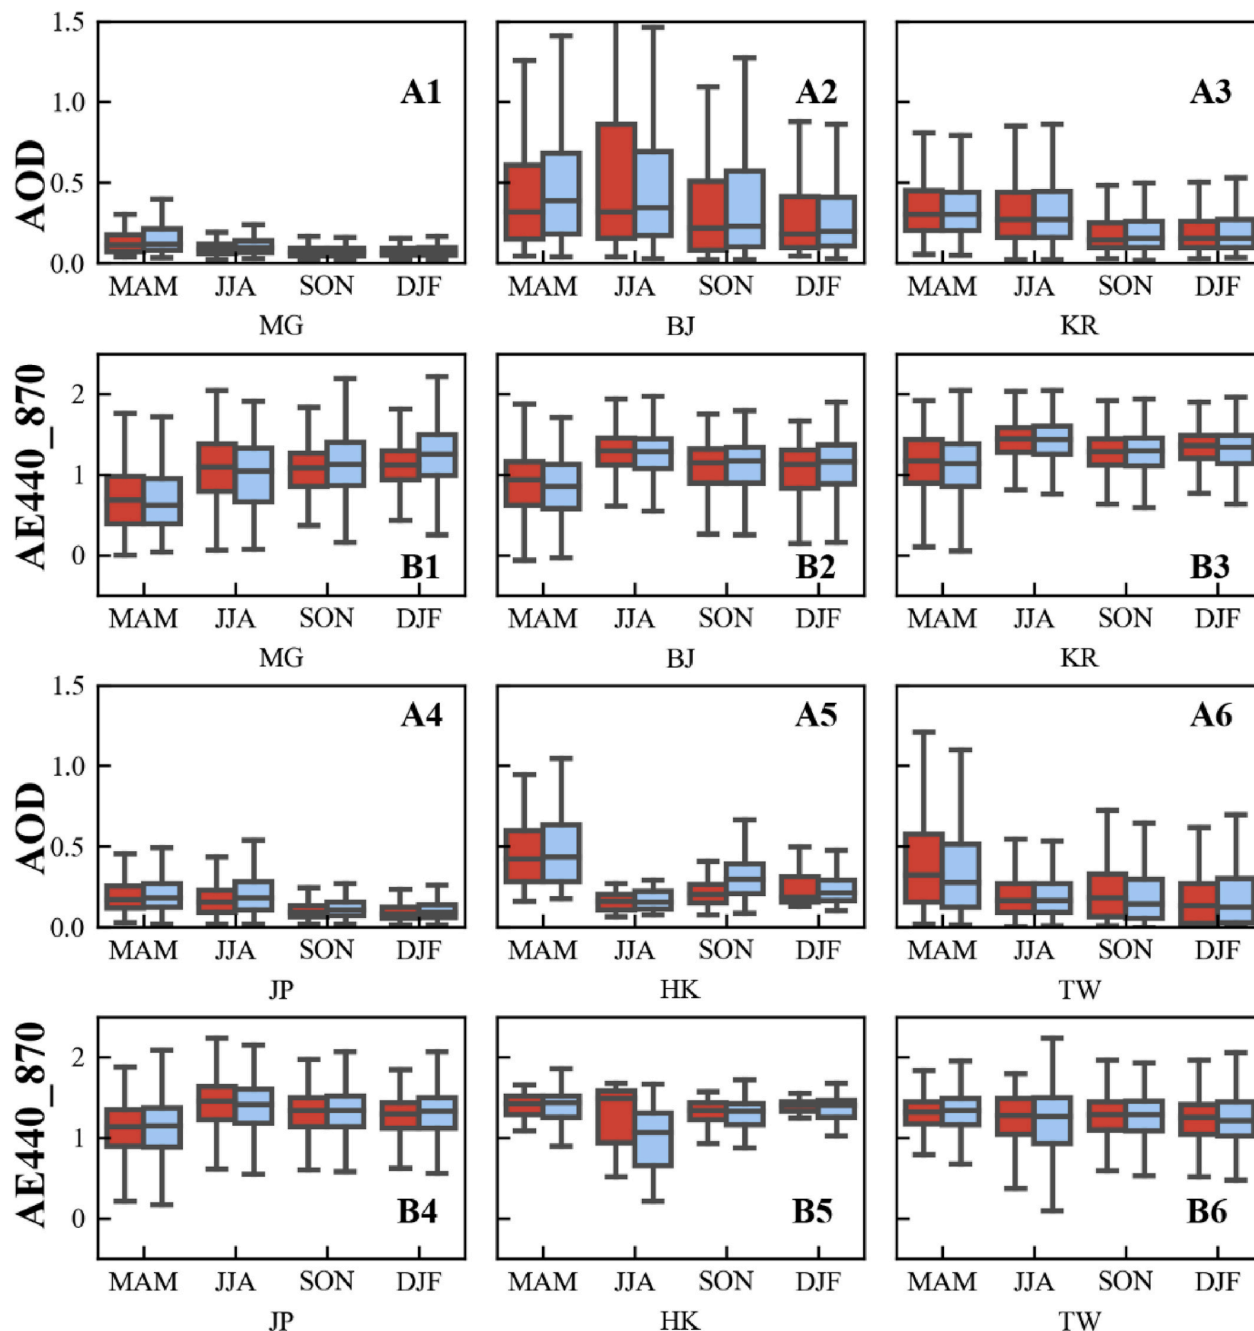 AOD
1.5
1.0
0.5
0.0
A1
A2
A3
MAM JJA SON DJF
MAM JJA SON DJF
MAM JJA SON DJF
MG
BJ
KR
AE440_870
2
1
0
B1
B2
B3
MAM JJA SON DJF
MAM JJA SON DJF
MAM JJA SON DJF
MG
BJ
KR
AOD
1.5
1.0
0.5
0.0
A4
A5
A6
MAM JJA SON DJF
MAM JJA SON DJF
MAM JJA SON DJF
JP
HK
TW
AE440_870
2
1
0
B4
B5
B6
MAM JJA SON DJF
MAM JJA SON DJF
MAM JJA SON DJF
JP
HK
TW